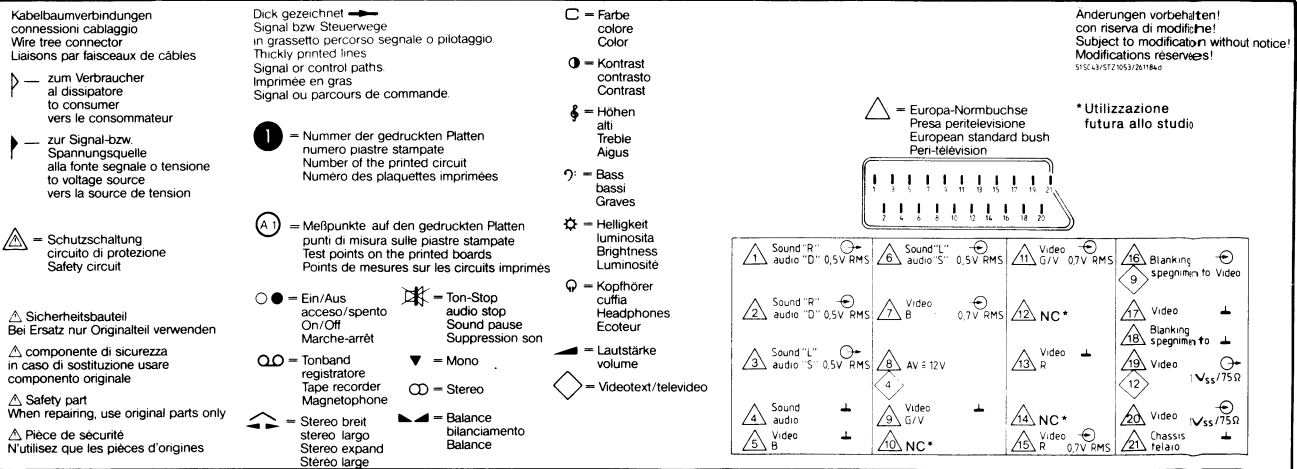 Kabelbaumverbindungen
connessioni cablaggio
Wire tree connector
Liaisons par faisceaux de câbles
zum Verbraucher
al dissipatore
to consumer
vers le consommateur
zur Signal-bzw.
Spannungsquelle
alla fonte segnale o tensione
to voltage source
vers la source de tension
= Schutzschaltung
circuito di protezione
Safety circuit
Sicherheitsbauteil
Bei Ersatz nur Originalteil verwenden
componente di sicurezza
in caso di sostituzione usare
componento originale
Safety part
When repairing, use original parts only
Pièce de sécurité
N'utilisez que les pièces d'origines
Dick gezeichnet
Signal bzw. Steuerwege
in grassetto percorso segnale o pilotaggio.
Thickly printed lines
Signal or control paths.
Imprimée en gras
Signal ou parcours de commande.
1 = Nummer der gedruckten Platten
numero piastre stampate
Number of the printed circuit
Numéro des plaquettes imprimées
A1 = Meßpunkte auf den gedruckten Platten
punti di misura sulle piastre stampate
Test points on the printed boards
Points de mesures sur les circuits imprimés
= Ein/Aus
acceso/spento
On/Off
Marche-arrêt
= Tonband
registratore
Tape recorder
Magnetophone
= Stereo breit
stereo largo
Stereo expand
Stéréo large
= Ton-Stop
audio stop
Sound pause
Suppression son
= Mono
= Stereo
= Balance
bilanciamento
Balance
= Farbe
colore
Color
= Kontrast
contrasto
Contrast
= Höhen
alti
Treble
Aigus
= Bass
bassi
Graves
= Helligkeit
luminosita
Brightness
Luminosité
= Kopfhörer
cuffia
Headphones
Ecoteur
= Lautstärke
volume
= Videotext/televideo
Änderungen vorbehalten!
con riserva di modifiche!
Subject to modification without notice!
Modifications réservées!
S1SC43/STZ1053/261184d
= Europa-Normbuchse
Presa peritelevisione
European standard bush
Peri-télévision
* Utilizzazione
futura allo studio
1 3 5 7 9 11 13 15 17 19 21
2 4 6 8 10 12 14 16 18 20
1 Sound "R"
audio "D" 0,5V RMS
2 Sound "R"
audio "D" 0,5V RMS
3 Sound "L"
audio "S" 0,5V RMS
4 Sound
audio
5 Video
B
6 Sound "L"
audio "S" 0,5V RMS
7 Video
B 0,7V RMS
8 AV ≙ 12V
4
9 Video
G/V
10 NC*
11 Video
G/V 0,7V RMS
12 NC*
13 Video
R
14 NC*
15 Video
R 0,7V RMS
16 Blanking
spegnimento Video
9
17 Video
18 Blanking
spegnimento
19 Video
12 1Vss/75Ω
20 Video 1Vss/75Ω
21 Chassis
telaio